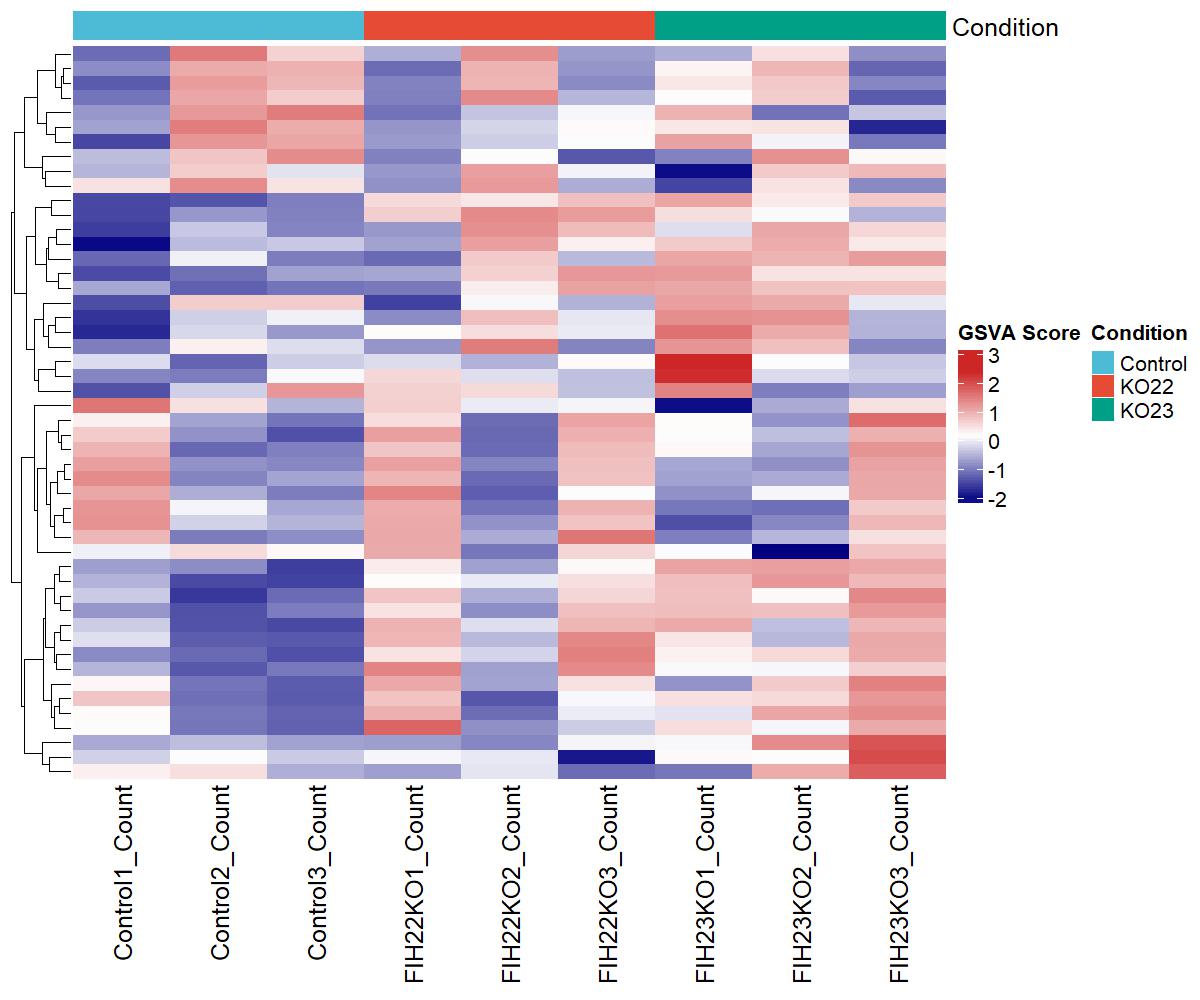 Condition
GSVA Score
3
2
1
0
-1
-2
Condition
Control
KO22
KO23
Control1_Count
Control2_Count
Control3_Count
FIH22KO1_Count
FIH22KO2_Count
FIH22KO3_Count
FIH23KO1_Count
FIH23KO2_Count
FIH23KO3_Count